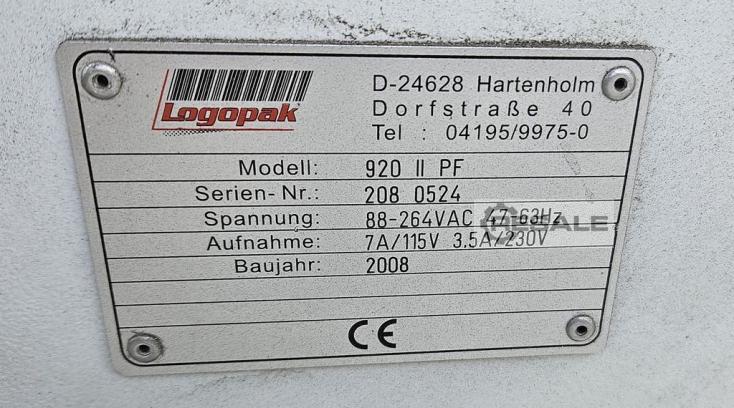 Logopak
D-24628 Hartenholm
Dorfstraße 40
Tel : 04195/9975-0
Modell: 920 II PF
Serien- Nr.: 208 0524
Spannung: 88-264VAC 47-63Hz
Aufnahme: 7A/115V 3.5A/230V
Baujahr: 2008
CE
RESALE